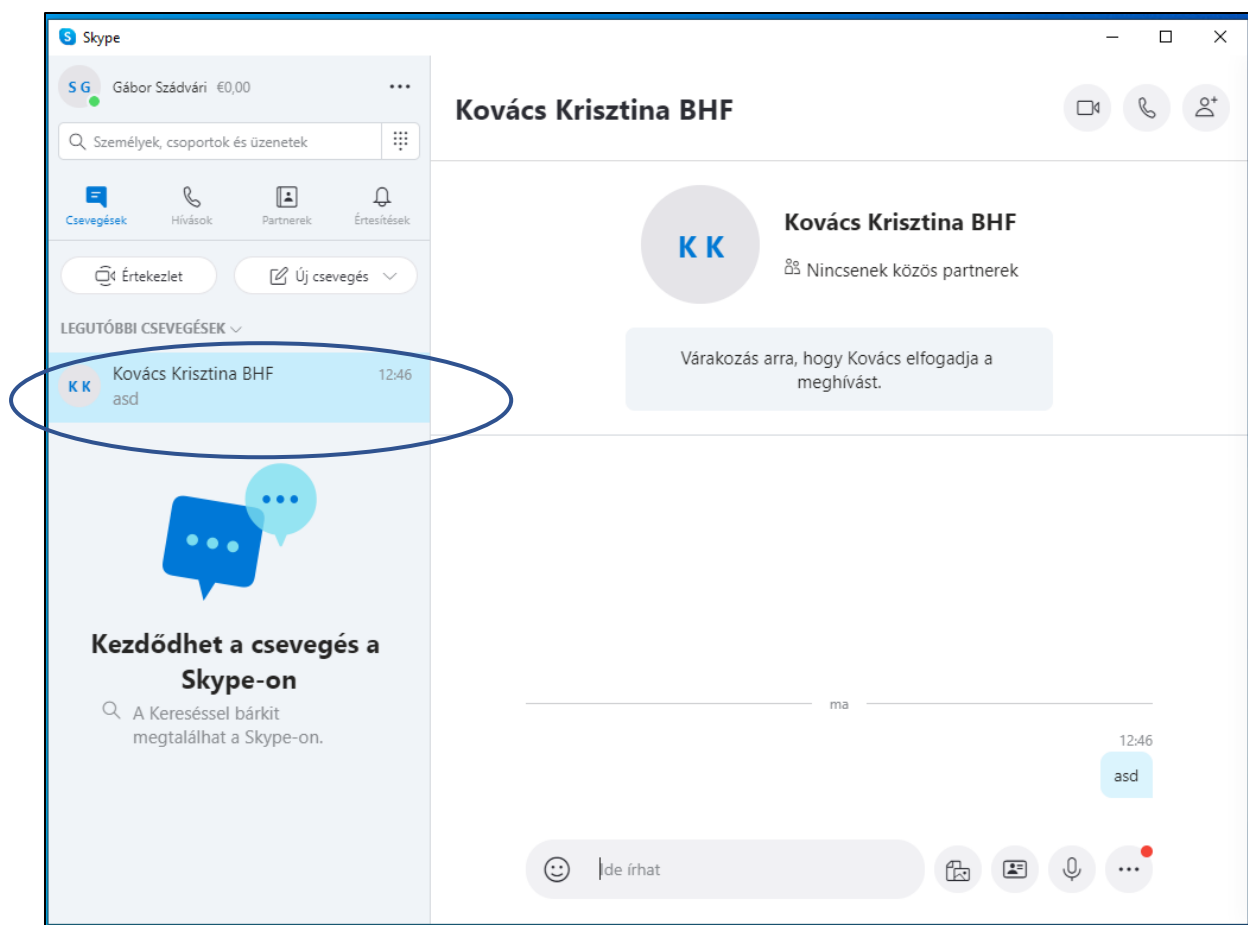 Skype
S G Gábor Szádvári €0,00
Személyek, csoportok és üzenetek
Csevegések Hívások Partnerek Értesítések
Értekezlet Új csevegés
LEGUTÓBBI CSEVEGÉSEK
K K Kovács Krisztina BHF 12:46
asd
Kezdődhet a csevegés a
Skype-on
A Kereséssel bárkit
megtalálhat a Skype-on.
Kovács Krisztina BHF
K K
Kovács Krisztina BHF
Nincsenek közös partnerek
Várakozás arra, hogy Kovács elfogadja a
meghívást.
ma
12:46
asd
Ide írhat